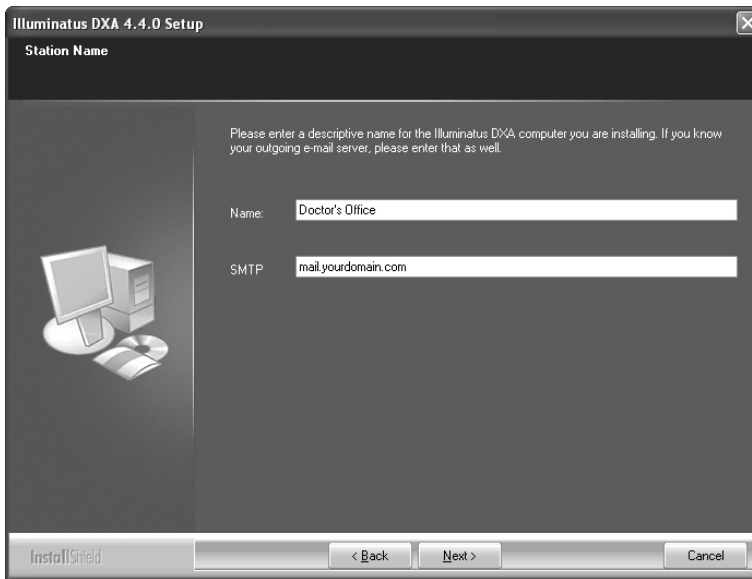 Illuminatus DXA 4.4.0 Setup
Station Name
Please enter a descriptive name for the Illuminatus DXA computer you are installing. If you know
your outgoing e-mail server, please enter that as well.
Name: Doctor's Office
SMTP mail.yourdomain.com
InstallShield
< Back Next > Cancel